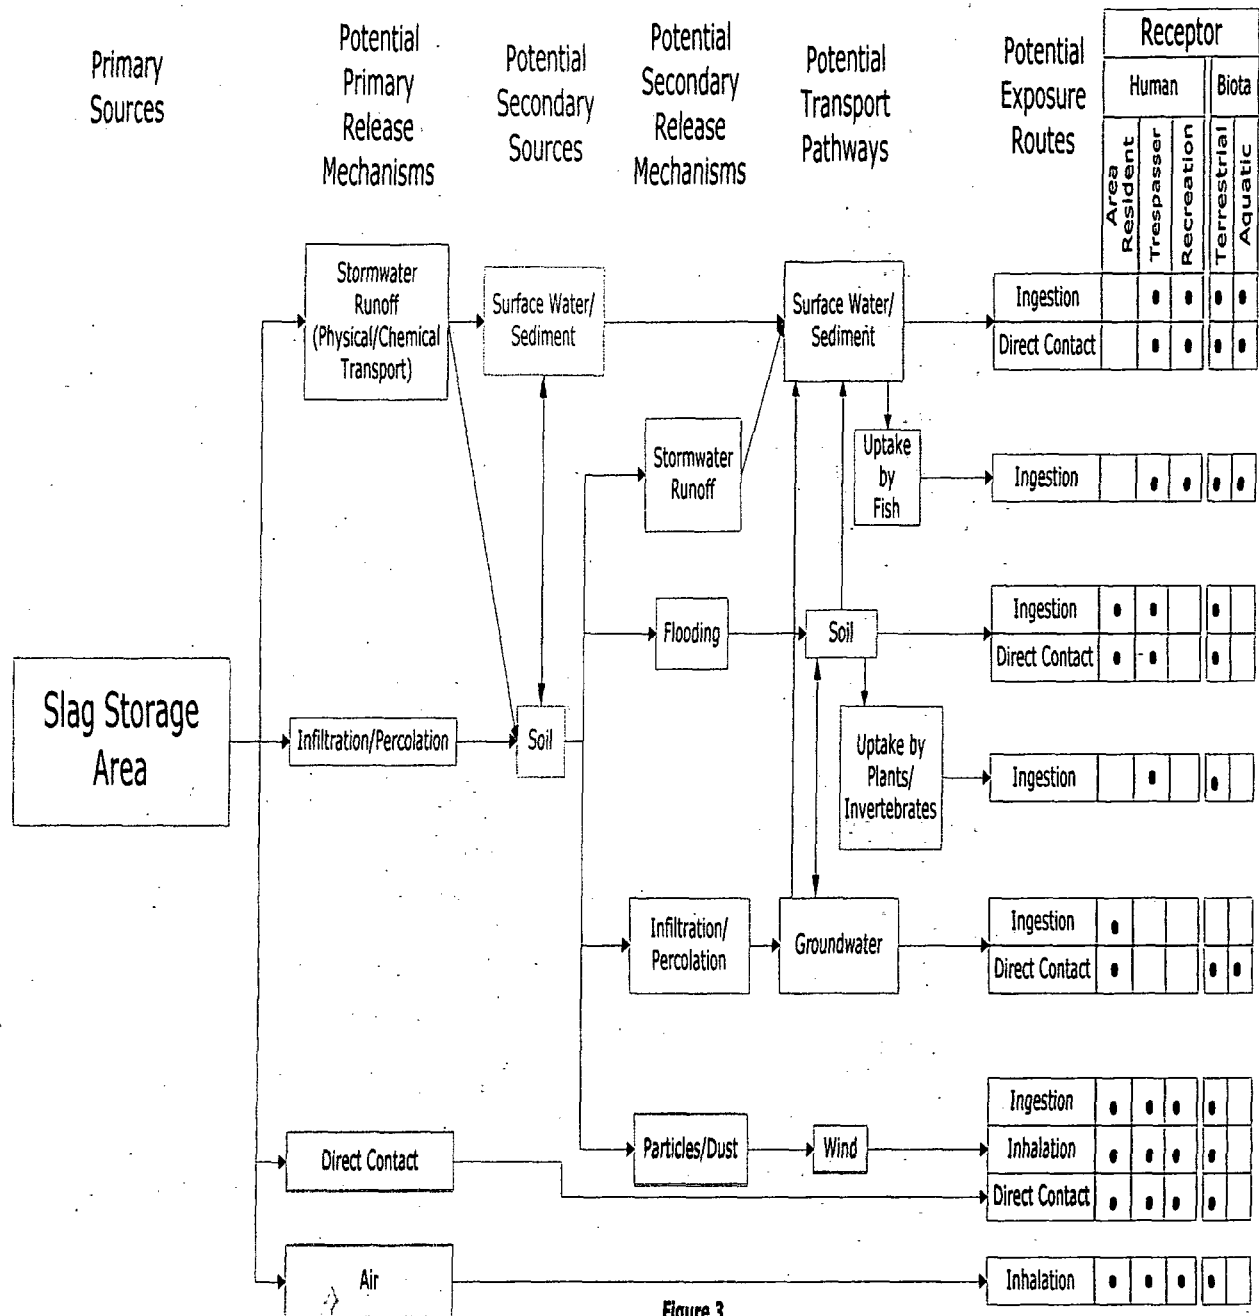 Primary
Sources
Potential
Primary
Release
Mechanisms
Potential
Secondary
Sources
Potential
Secondary
Release
Mechanisms
Potential
Transport
Pathways
Potential
Exposure
Routes
Receptor
Human
Biota
Area
Resident
Trespasser
Recreation
Terrestrial
Aquatic
Stormwater
Runoff
(Physical/Chemical
Transport)
Surface Water/
Sediment
Surface Water/
Sediment
Ingestion
Direct Contact
Stormwater
Runoff
Uptake
by
Fish
Ingestion
Flooding
Soil
Ingestion
Direct Contact
Slag Storage
Area
Infiltration/Percolation
Soil
Uptake by
Plants/
Invertebrates
Ingestion
Infiltration/
Percolation
Groundwater
Ingestion
Direct Contact
Direct Contact
Particles/Dust
Wind
Ingestion
Inhalation
Direct Contact
Air
Inhalation
Figure 3